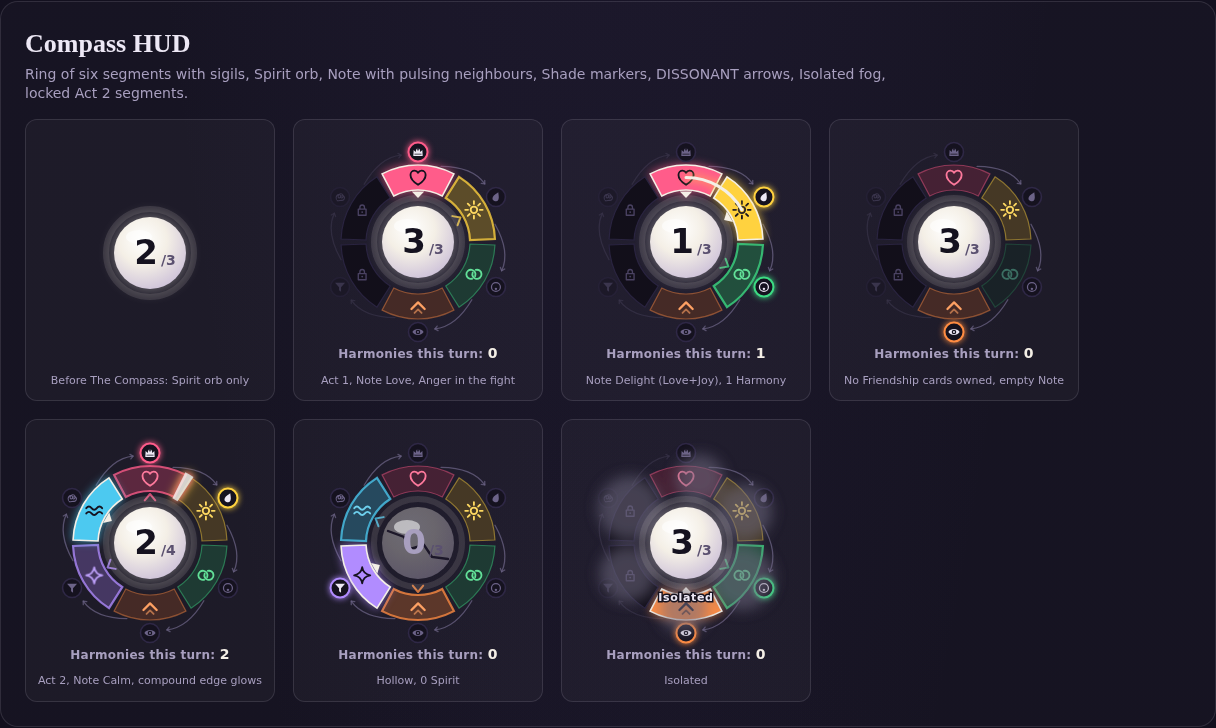 Compass HUD
Ring of six segments with sigils, Spirit orb, Note with pulsing neighbours, Shade markers, DISSONANT arrows, Isolated fog,
locked Act 2 segments.
2/3
Before The Compass: Spirit orb only
3/3
Harmonies this turn: 0
Act 1, Note Love, Anger in the fight
1/3
Harmonies this turn: 1
Note Delight (Love+Joy), 1 Harmony
3/3
Harmonies this turn: 0
No Friendship cards owned, empty Note
2/4
Harmonies this turn: 2
Act 2, Note Calm, compound edge glows
0/3
Harmonies this turn: 0
Hollow, 0 Spirit
3/3
Isolated
Harmonies this turn: 0
Isolated